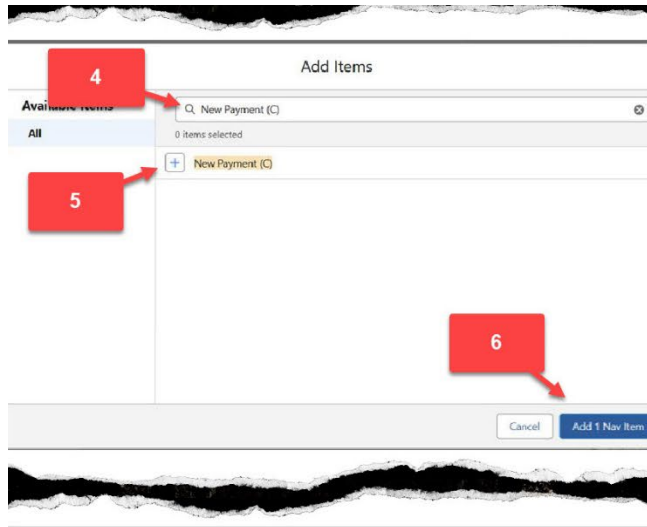 Add Items
4
Available Items
New Payment (C)
All
0 items selected
New Payment (C)
5
6
Cancel
Add 1 Nav Item